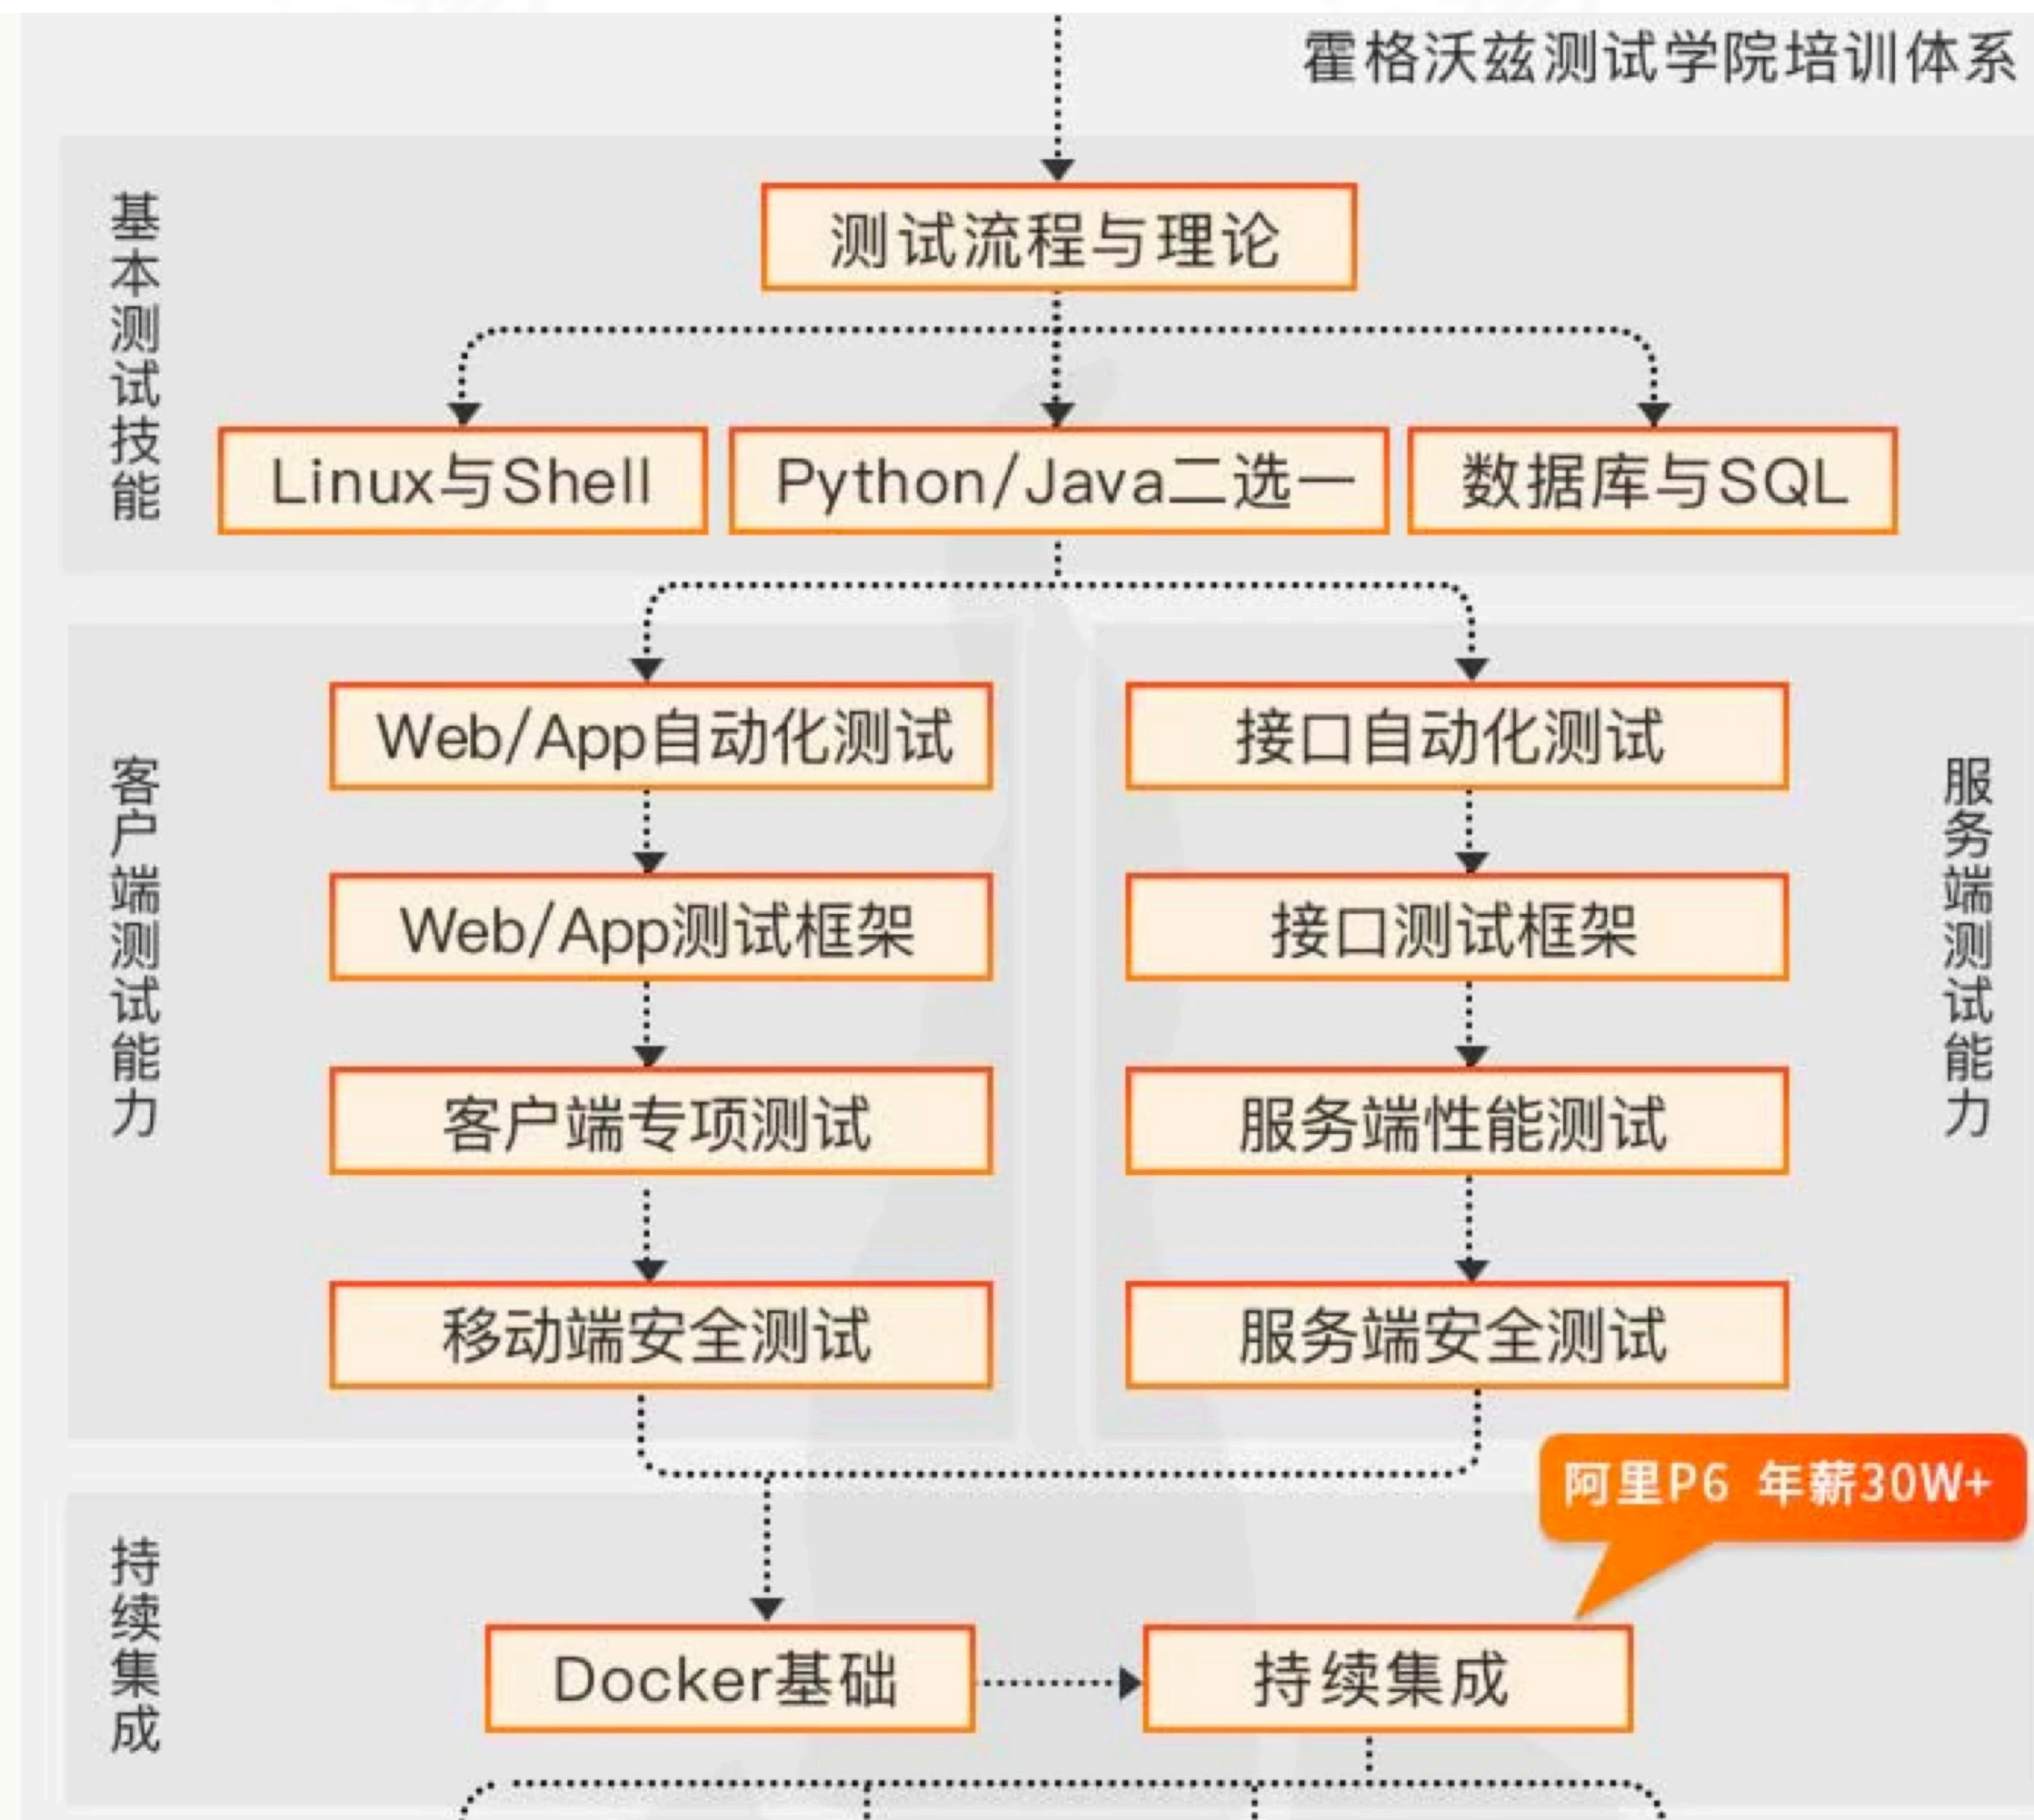 霍格沃兹测试学院培训体系
基本测试技能
测试流程与理论
Linux与Shell
Python/Java二选一
数据库与SQL
客户端测试能力
Web/App自动化测试
Web/App测试框架
客户端专项测试
移动端安全测试
接口自动化测试
接口测试框架
服务端性能测试
服务端安全测试
服务端测试能力
阿里P6 年薪30W+
持续集成
Docker基础
持续集成